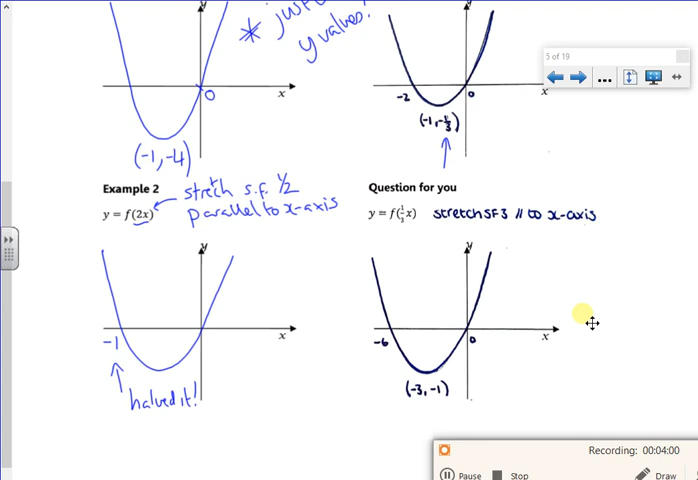 * just
y values!
y
0
x
(-1, -4)
-2
0
x
(-1, -1/3)
5 of 19
...
Example 2
stretch s.f. 1/2
parallel to x-axis
y = f(2x)
Question for you
y = f(1/3 x) stretch SF 3 // to x-axis
y
-1
x
halved it!
y
-6
0
x
(-3, -1)
Recording: 00:04:00
Pause Stop Draw